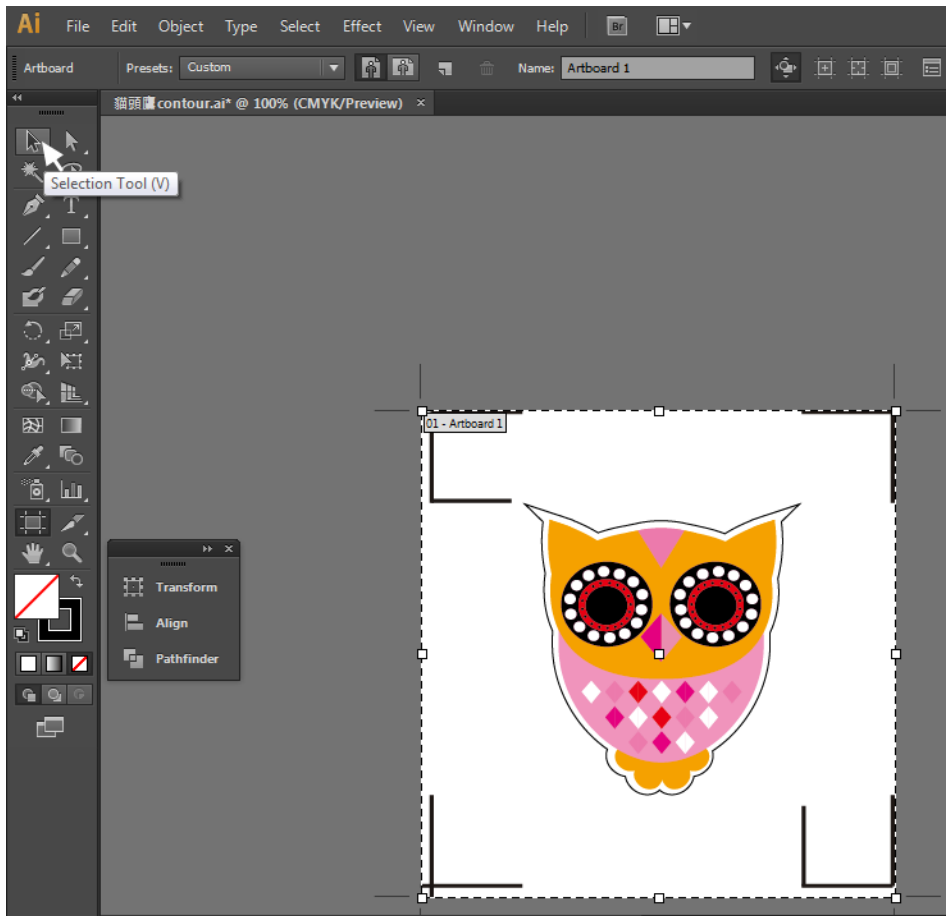 Ai File Edit Object Type Select Effect View Window Help Br
Artboard Presets: Custom Name: Artboard 1
貓頭鷹contour.ai* @ 100% (CMYK/Preview) ×
Selection Tool (V)
01 - Artboard 1
Transform
Align
Pathfinder